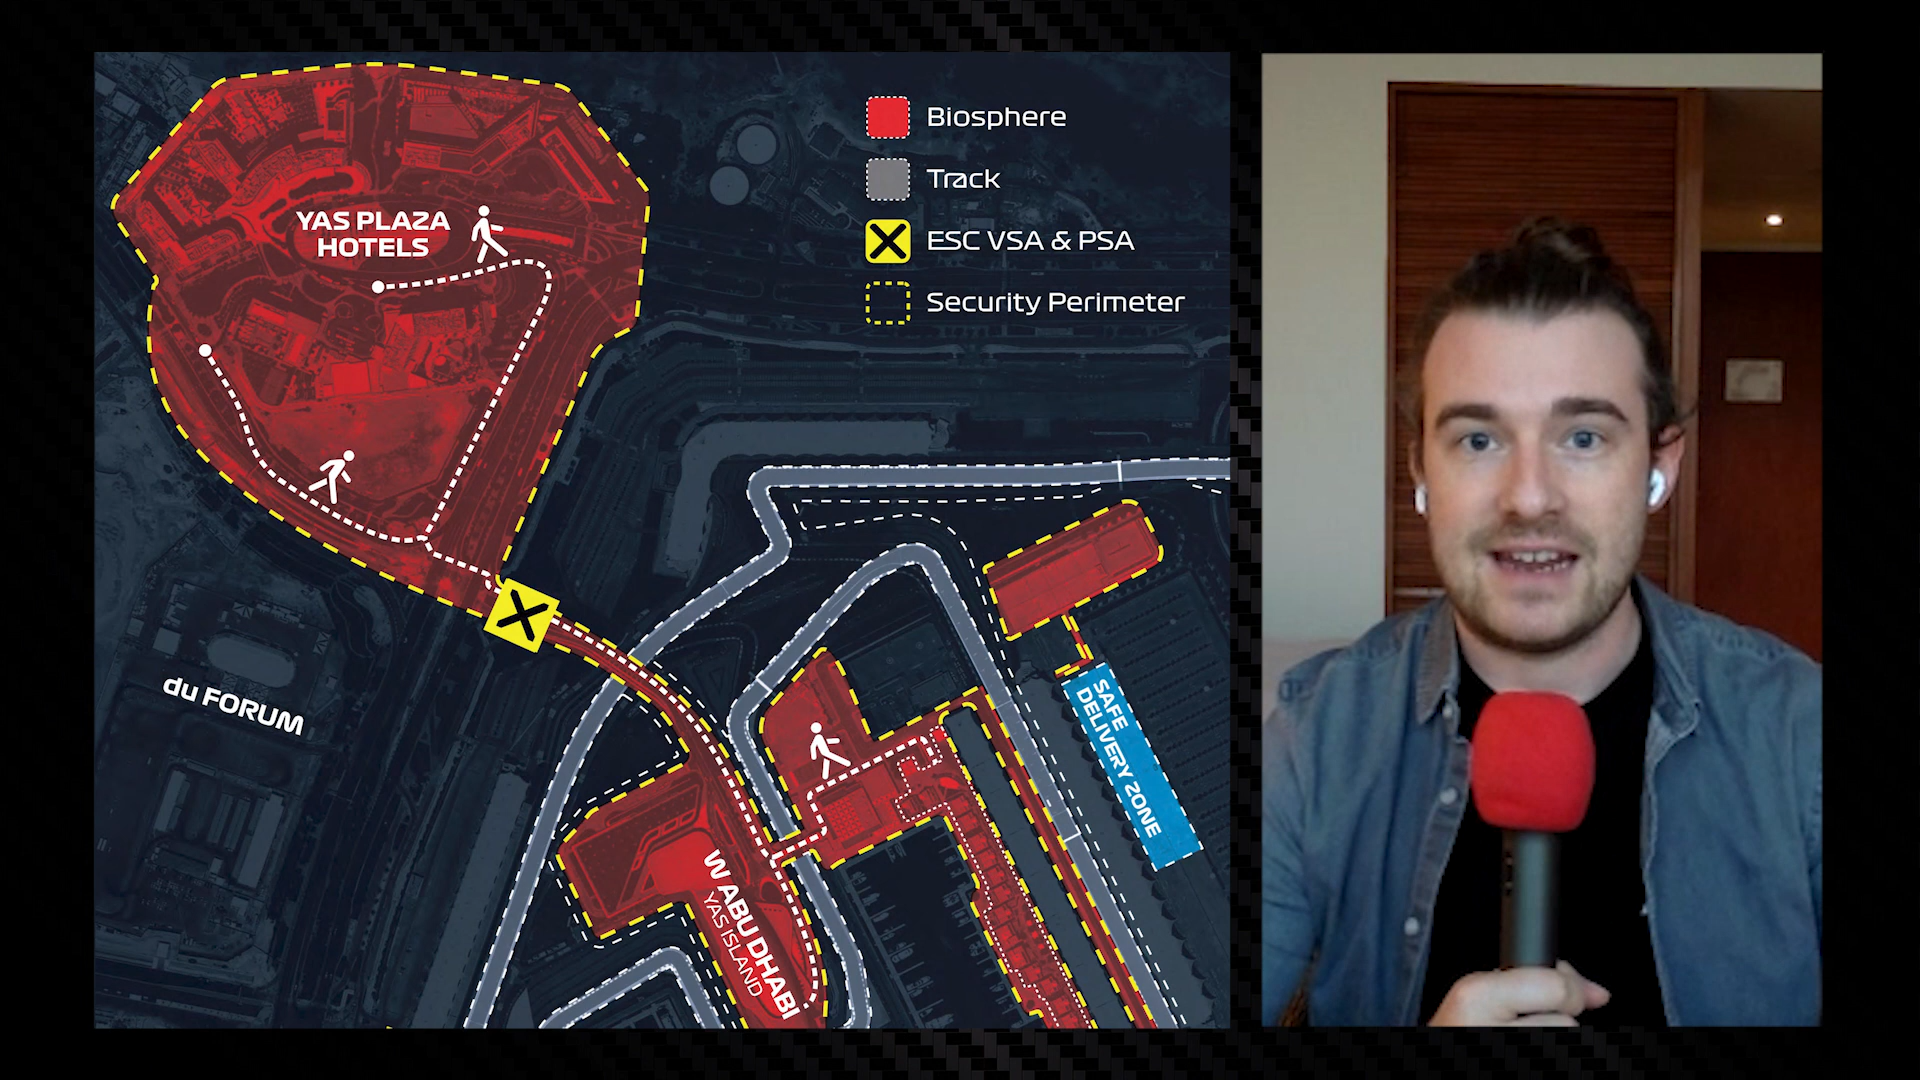 Biosphere
Track
ESC VSA & PSA
Security Perimeter
YAS PLAZA
HOTELS
du FORUM
SAFE
DELIVERY ZONE
W ABU DHABI
YAS ISLAND